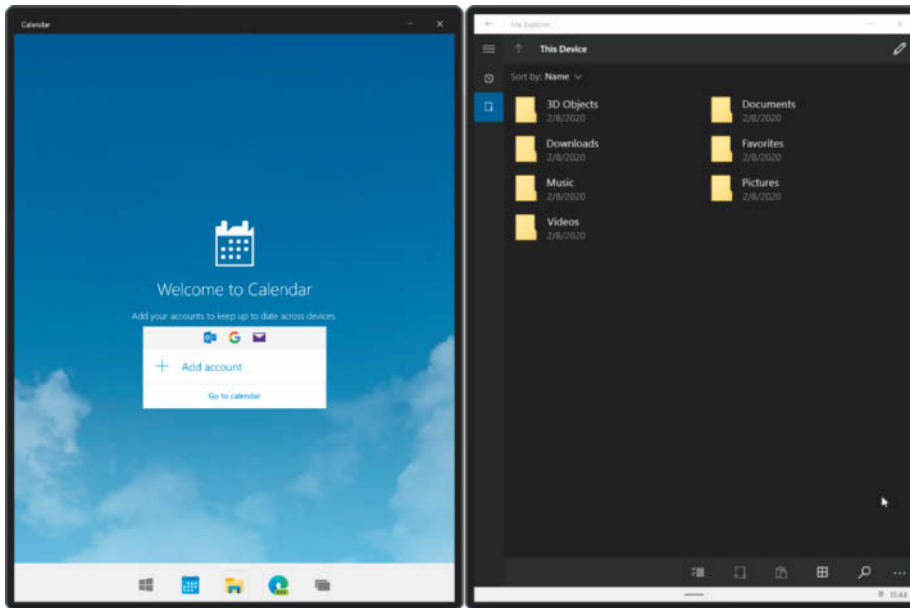 Calendar
Welcome to Calendar
Add your accounts to keep up to date across devices
Add account
Go to calendar
File Explorer
This Device
Sort by: Name
3D Objects
2/8/2020
Documents
2/8/2020
Downloads
2/8/2020
Favorites
2/8/2020
Music
2/8/2020
Pictures
2/8/2020
Videos
2/8/2020
11:44